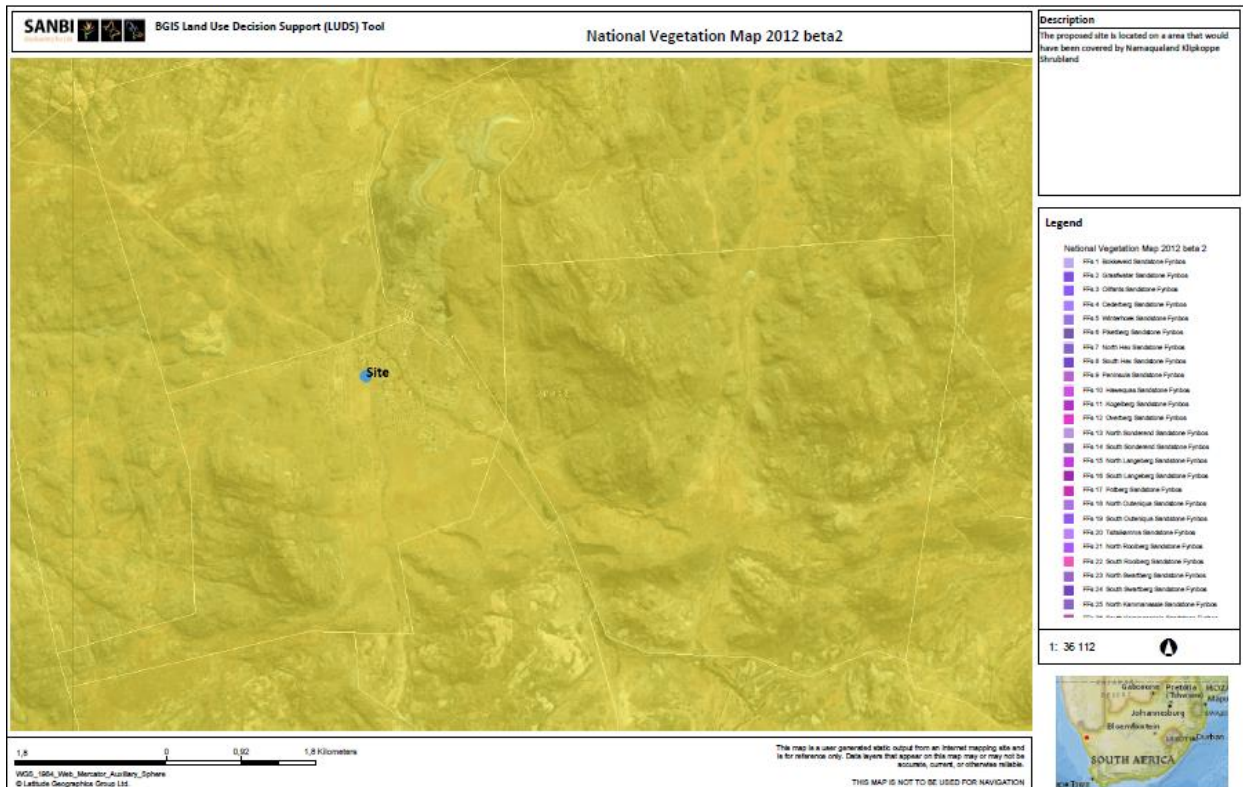 SANBI
BGIS Land Use Decision Support (LUDS) Tool
National Vegetation Map 2012 beta2
Description
The proposed site is located on a area that would
have been covered by Namaqualand Klipkoppe
Shrubland
Site
Legend
National Vegetation Map 2012 beta 2
FFs 1 Bokkeveld Sandstone Fynbos
FFs 2 Graafwater Sandstone Fynbos
FFs 3 Olifants Sandstone Fynbos
FFs 4 Cederberg Sandstone Fynbos
FFs 5 Winterhoek Sandstone Fynbos
FFs 6 Piketberg Sandstone Fynbos
FFs 7 North Hex Sandstone Fynbos
FFs 8 South Hex Sandstone Fynbos
FFs 9 Peninsula Sandstone Fynbos
FFs 10 Hawequas Sandstone Fynbos
FFs 11 Kogelberg Sandstone Fynbos
FFs 12 Overberg Sandstone Fynbos
FFs 13 North Sonderend Sandstone Fynbos
FFs 14 South Sonderend Sandstone Fynbos
FFs 15 North Langeberg Sandstone Fynbos
FFs 16 South Langeberg Sandstone Fynbos
FFs 17 Potberg Sandstone Fynbos
FFs 18 North Outeniqua Sandstone Fynbos
FFs 19 South Outeniqua Sandstone Fynbos
FFs 20 Tsitsikamma Sandstone Fynbos
FFs 21 North Rooiberg Sandstone Fynbos
FFs 22 South Rooiberg Sandstone Fynbos
FFs 23 North Swartberg Sandstone Fynbos
FFs 24 South Swartberg Sandstone Fynbos
FFs 25 North Kammanassie Sandstone Fynbos
1: 36 112
Gaborone Pretoria
(Tshwane)
Johannesburg
Bloemfontein
Durban
SOUTH AFRICA
1,8 0 0,92 1,8 Kilometers
WGS_1984_Web_Mercator_Auxiliary_Sphere
© Latitude Geographics Group Ltd.
This map is a user generated static output from an Internet mapping site and
is for reference only. Data layers that appear on this map may or may not be
accurate, current, or otherwise reliable.
THIS MAP IS NOT TO BE USED FOR NAVIGATION